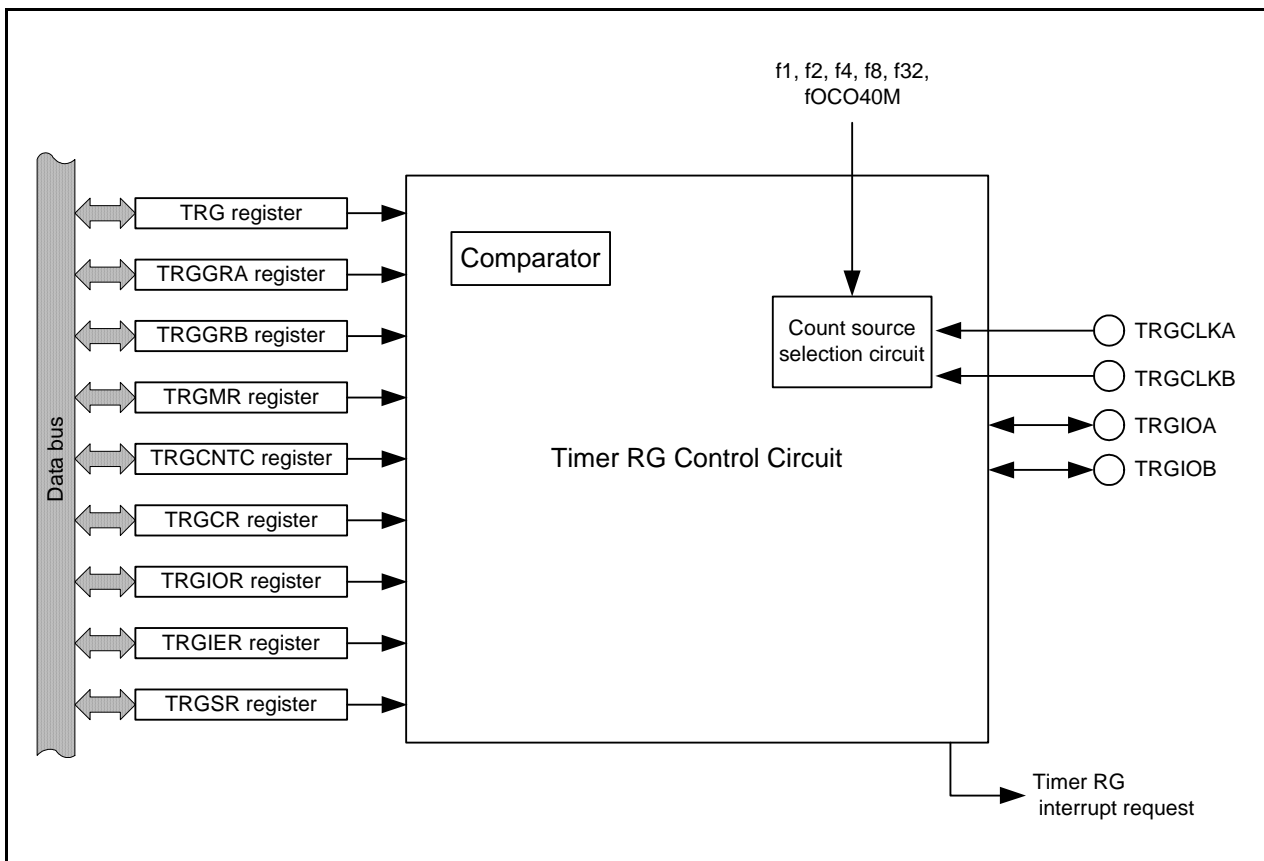 f1, f2, f4, f8, f32,
fOCO40M
Data bus
TRG register
TRGGRA register
TRGGRB register
TRGMR register
TRGCNTC register
TRGCR register
TRGIOR register
TRGIER register
TRGSR register
Comparator
Count source
selection circuit
Timer RG Control Circuit
TRGCLKA
TRGCLKB
TRGIOA
TRGIOB
Timer RG
interrupt request